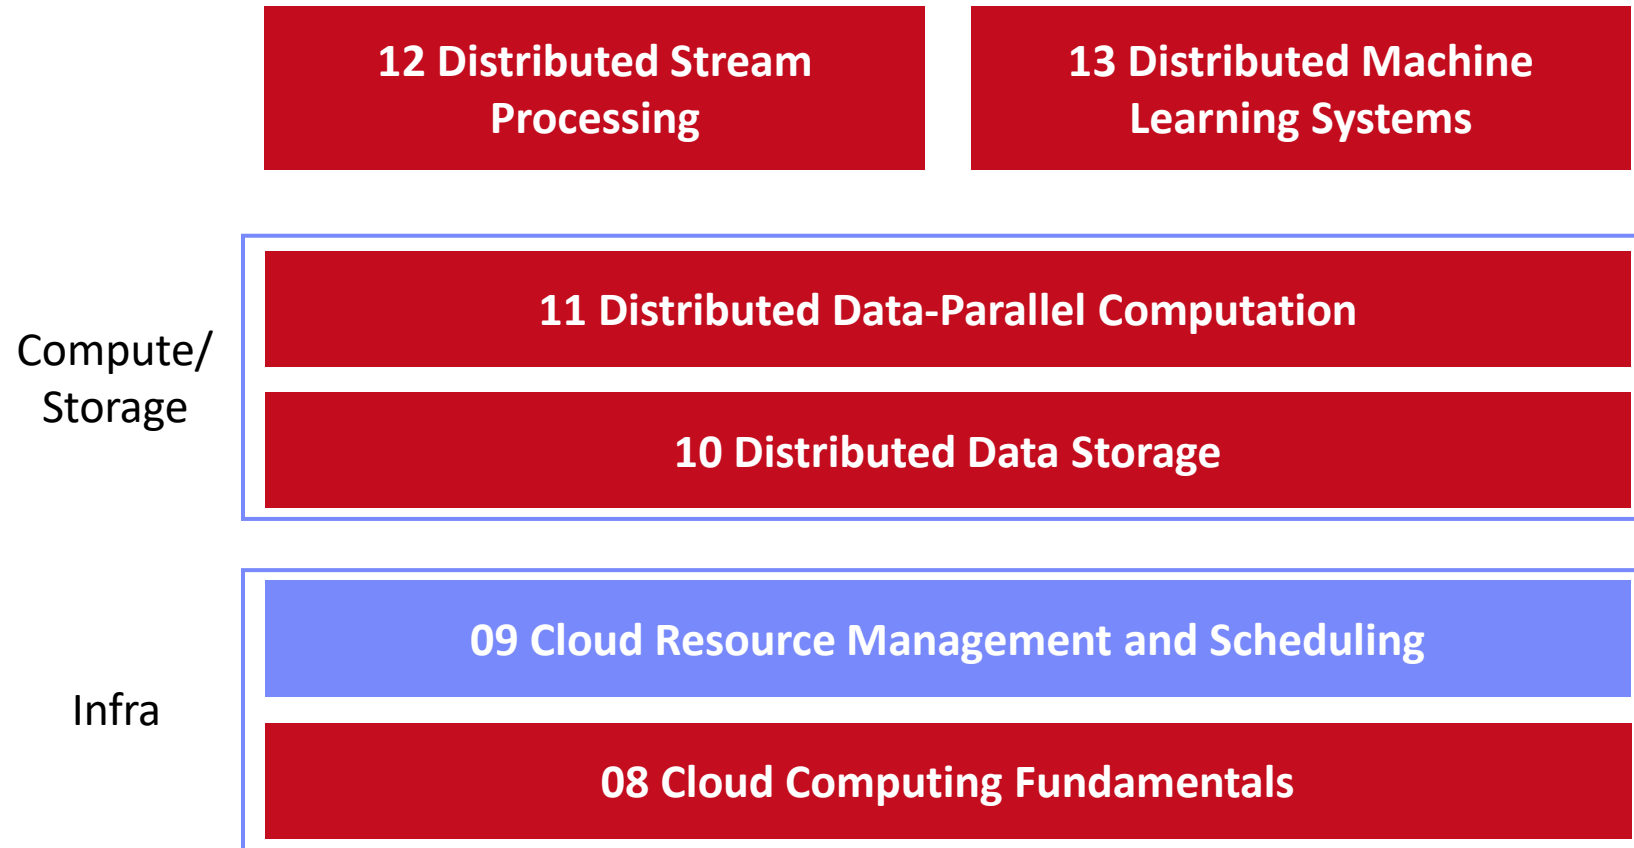 12 Distributed Stream
Processing
13 Distributed Machine
Learning Systems
Compute/
Storage
11 Distributed Data-Parallel Computation
10 Distributed Data Storage
Infra
09 Cloud Resource Management and Scheduling
08 Cloud Computing Fundamentals